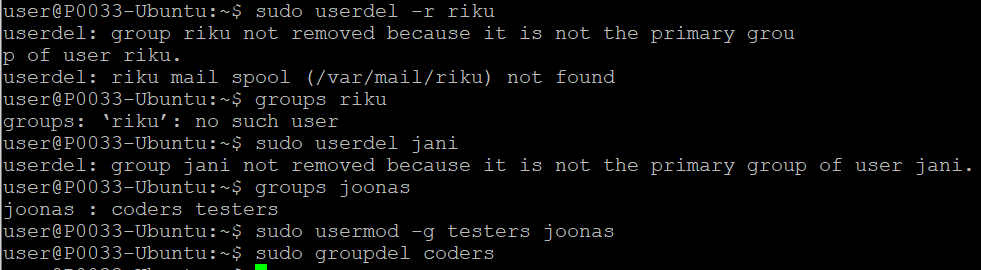 user@P0033-Ubuntu:~$ sudo userdel -r riku
userdel: group riku not removed because it is not the primary grou
p of user riku.
userdel: riku mail spool (/var/mail/riku) not found
user@P0033-Ubuntu:~$ groups riku
groups: ‘riku’: no such user
user@P0033-Ubuntu:~$ sudo userdel jani
userdel: group jani not removed because it is not the primary group of user jani.
user@P0033-Ubuntu:~$ groups joonas
joonas : coders testers
user@P0033-Ubuntu:~$ sudo usermod -g testers joonas
user@P0033-Ubuntu:~$ sudo groupdel coders
user@P0033-Ubuntu:~$